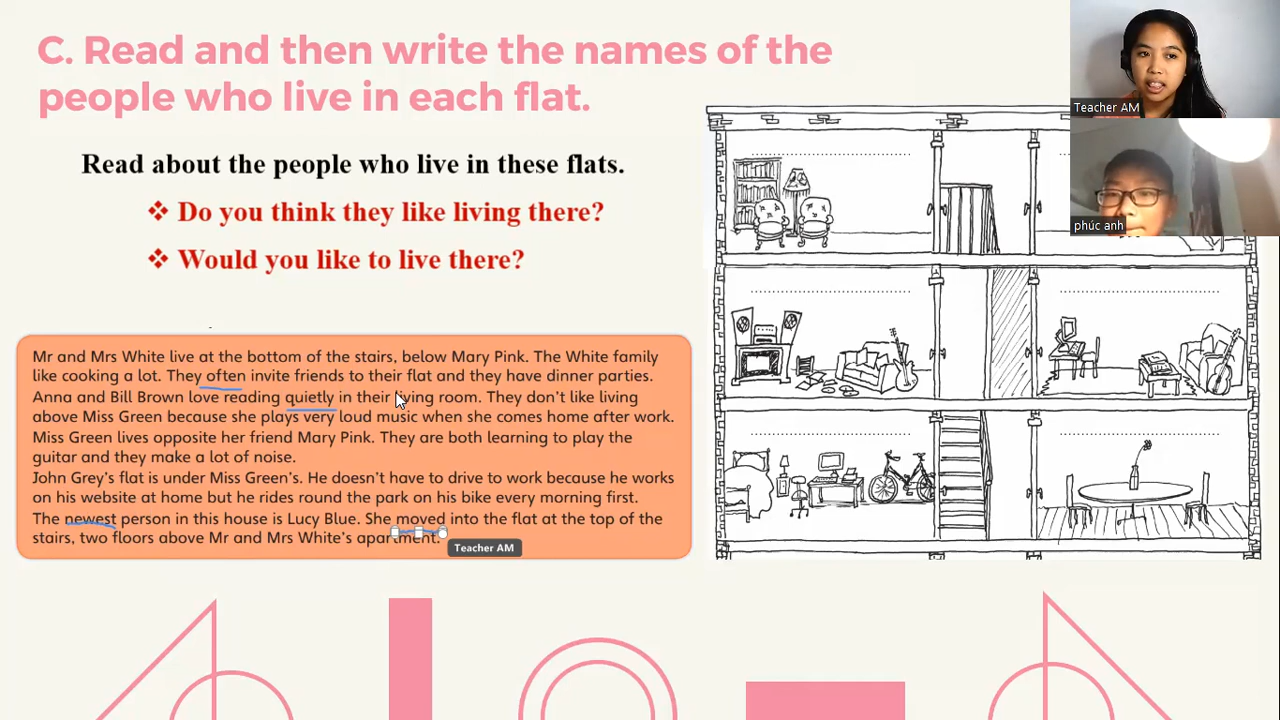 C. Read and then write the names of the
people who live in each flat.
Read about the people who live in these flats.
❖ Do you think they like living there?
❖ Would you like to live there?
Mr and Mrs White live at the bottom of the stairs, below Mary Pink. The White family
like cooking a lot. They often invite friends to their flat and they have dinner parties.
Anna and Bill Brown love reading quietly in their living room. They don't like living
above Miss Green because she plays very loud music when she comes home after work.
Miss Green lives opposite her friend Mary Pink. They are both learning to play the
guitar and they make a lot of noise.
John Grey's flat is under Miss Green's. He doesn't have to drive to work because he works
on his website at home but he rides round the park on his bike every morning first.
The newest person in this house is Lucy Blue. She moved into the flat at the top of the
stairs, two floors above Mr and Mrs White's apartment.
Teacher AM
Teacher AM
phúc anh